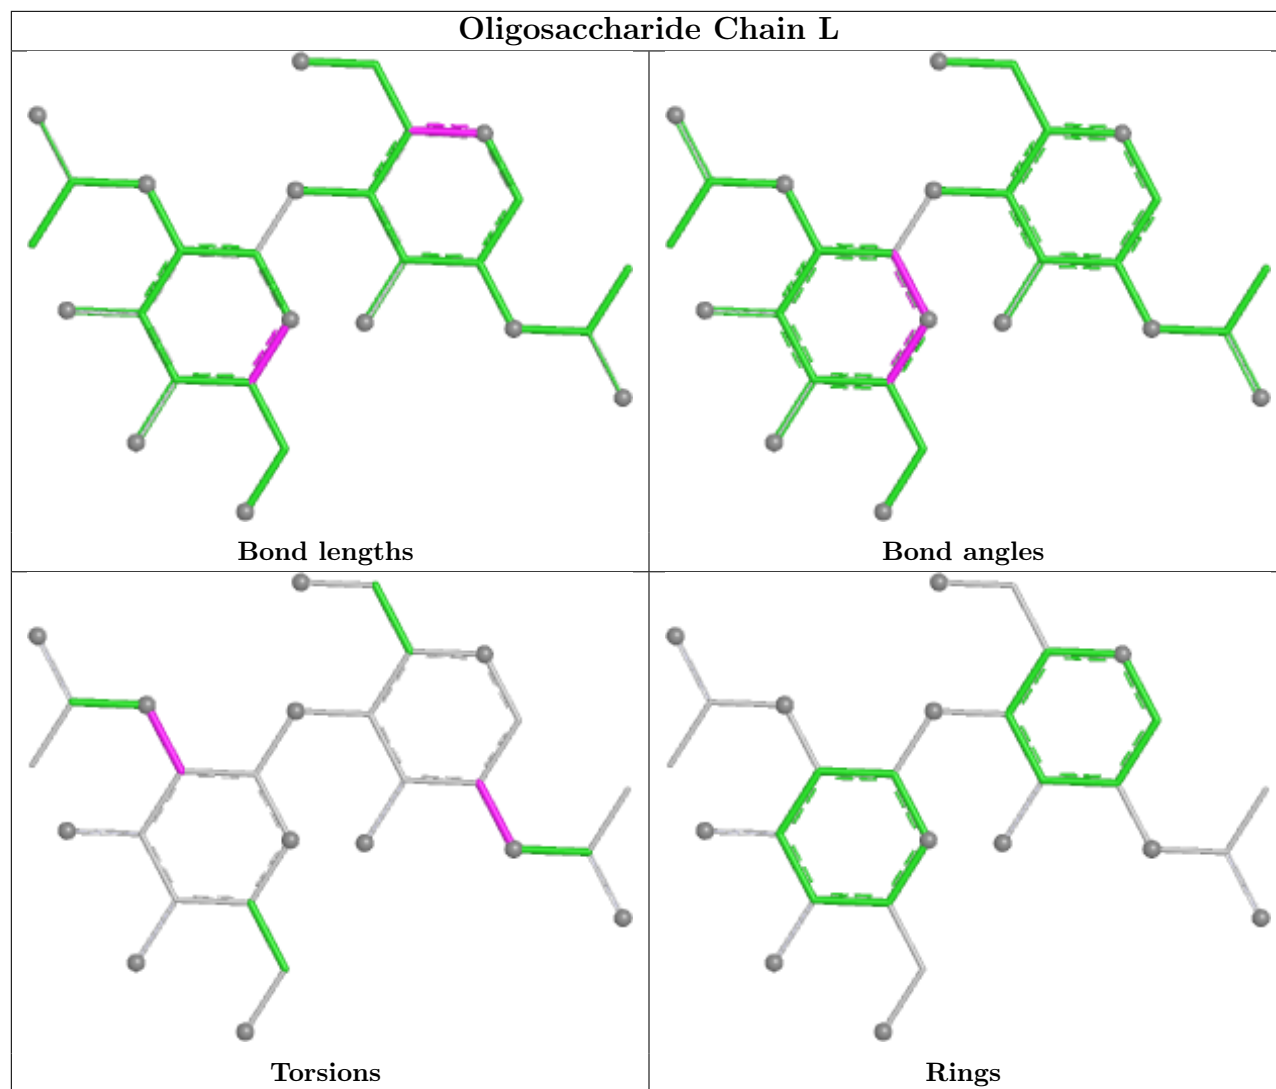 Oligosaccharide Chain L
Bond lengths
Bond angles
Torsions
Rings